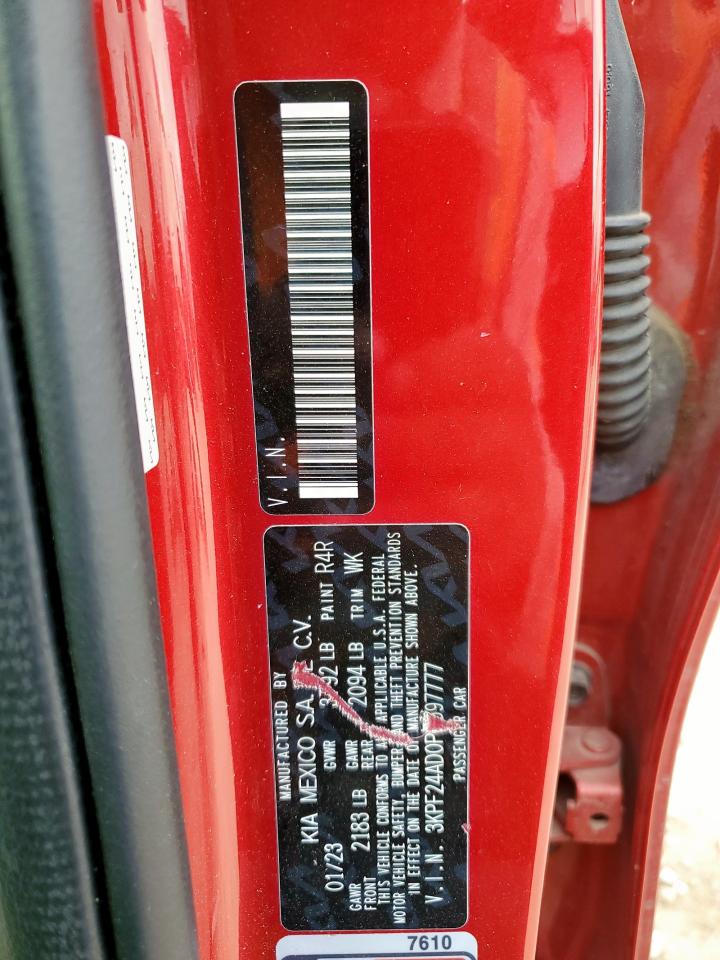 V.I.N.
MANUFACTURED BY
KIA MEXICO S.A. C.V.
01/23 GVWR LB PAINT R4R
GAWR FRONT 2183 LB GAWR REAR 2094 LB TRIM WK
THIS VEHICLE CONFORMS TO APPLICABLE U.S.A. FEDERAL
MOTOR VEHICLE SAFETY, BUMPER AND THEFT PREVENTION STANDARDS
IN EFFECT ON THE DATE OF MANUFACTURE SHOWN ABOVE.
V.I.N.
PASSENGER CAR
7610